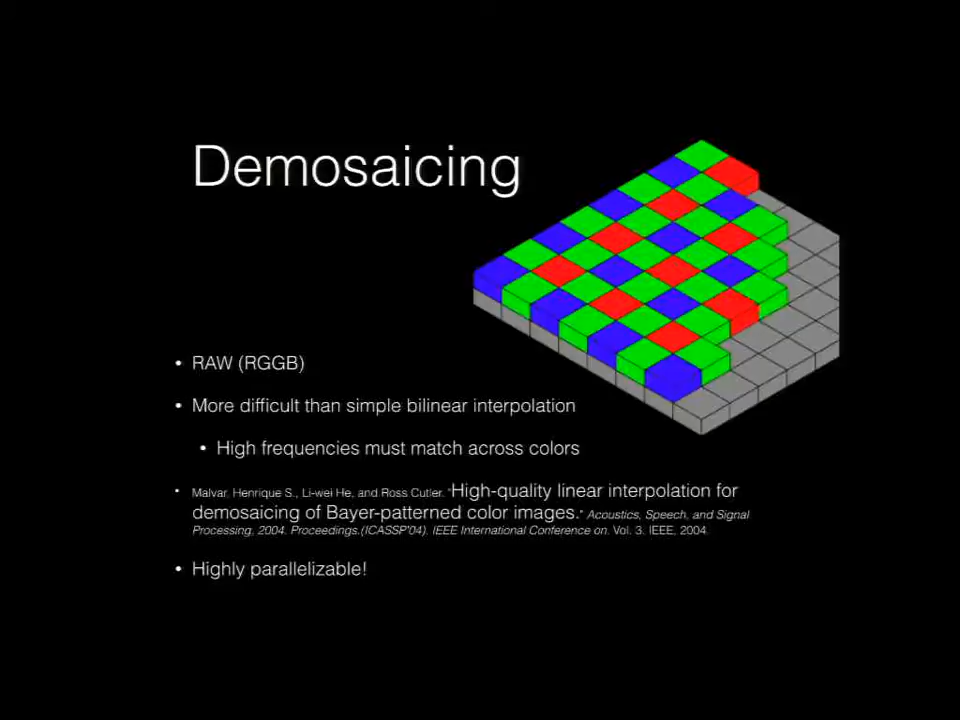 Demosaicing
• RAW (RGGB)
• More difficult than simple bilinear interpolation
• High frequencies must match across colors
• Malvar, Henrique S., Li-wei He, and Ross Cutler. "High-quality linear interpolation for
demosaicing of Bayer-patterned color images." Acoustics, Speech, and Signal
Processing, 2004. Proceedings.(ICASSP'04). IEEE International Conference on. Vol. 3. IEEE, 2004.
• Highly parallelizable!